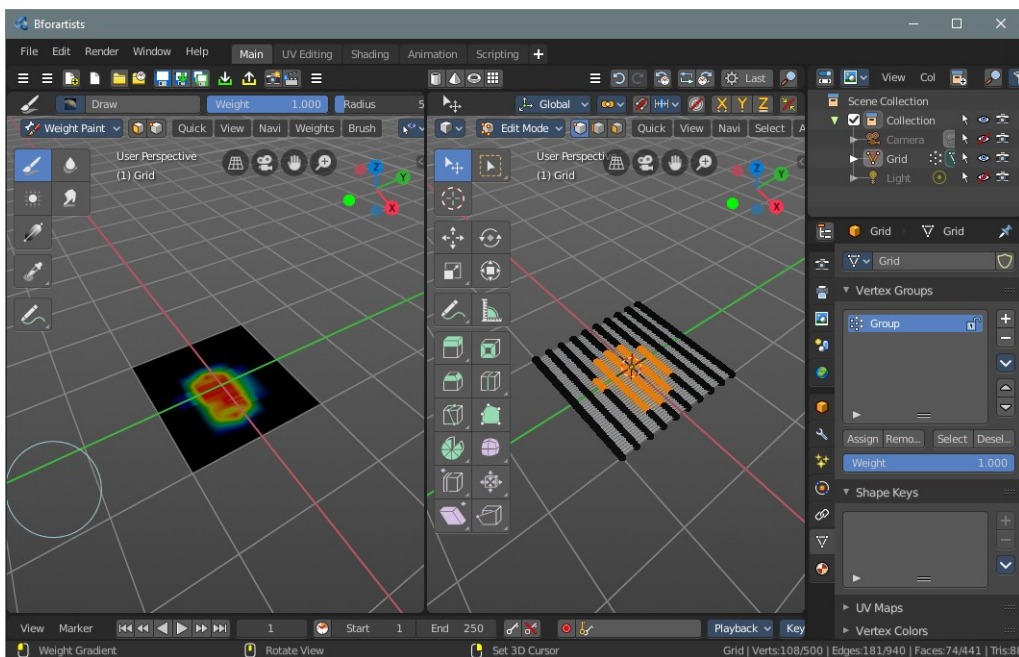 Bforartists
File Edit Render Window Help Main UV Editing Shading Animation Scripting +
Last View Col
Draw Weight 1.000 Radius 5 Global X Y Z Scene Collection
Weight Paint Quick View Navi Weights Brush Edit Mode Quick View Navi Select A Collection
Camera
User Perspective User Perspecti
(1) Grid (1) Grid Grid
Light
Z Y X Z Y X
Grid Grid
Grid
Vertex Groups
Group
Assign Remo... Select Desel...
Weight 1.000
Shape Keys
UV Maps
View Marker 1 Start 1 End 250 Playback Key Vertex Colors
Weight Gradient Rotate View Set 3D Cursor Grid | Verts:108/500 | Edges:181/940 | Faces:74/441 | Tris:88